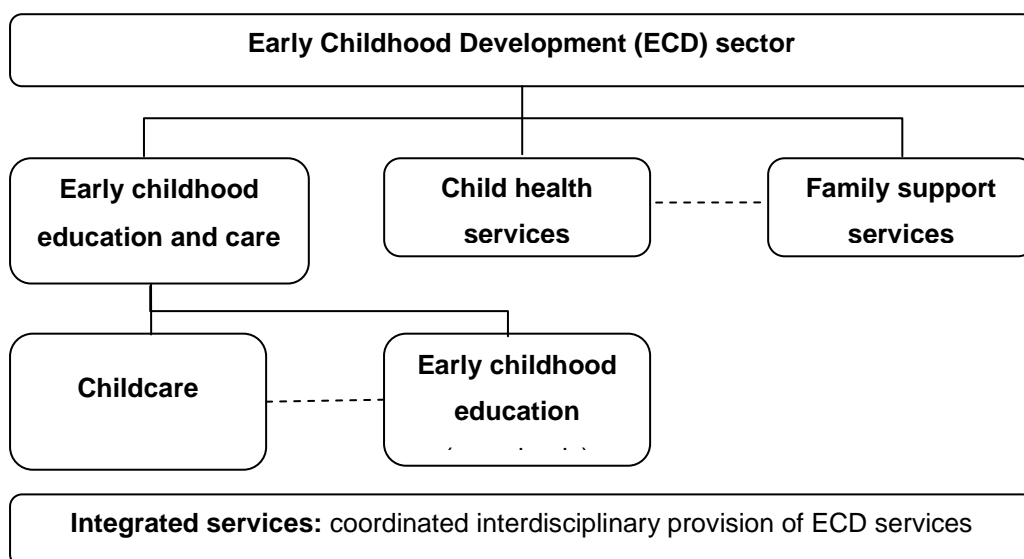 Early Childhood Development (ECD) sector
Early childhood
education and care
Child health
services
Family support
services
Childcare
Early childhood
education
Integrated services: coordinated interdisciplinary provision of ECD services